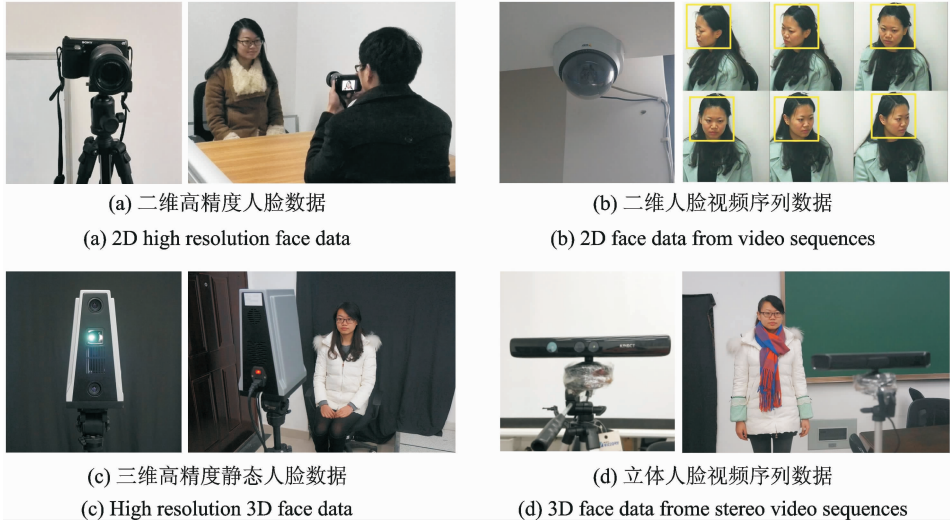 SONY
(a) 二维高精度人脸数据
(a) 2D high resolution face data
(b) 二维人脸视频序列数据
(b) 2D face data from video sequences
KINECT
(c) 三维高精度静态人脸数据
(c) High resolution 3D face data
(d) 立体人脸视频序列数据
(d) 3D face data frome stereo video sequences